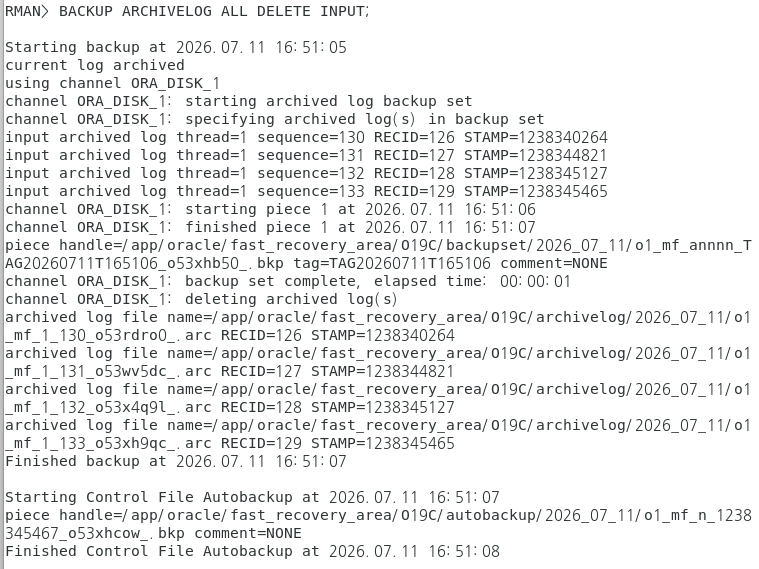 RMAN> BACKUP ARCHIVELOG ALL DELETE INPUT;
Starting backup at 2026.07.11 16:51:05
current log archived
using channel ORA_DISK_1
channel ORA_DISK_1: starting archived log backup set
channel ORA_DISK_1: specifying archived log(s) in backup set
input archived log thread=1 sequence=130 RECID=126 STAMP=1238340264
input archived log thread=1 sequence=131 RECID=127 STAMP=1238344821
input archived log thread=1 sequence=132 RECID=128 STAMP=1238345127
input archived log thread=1 sequence=133 RECID=129 STAMP=1238345465
channel ORA_DISK_1: starting piece 1 at 2026.07.11 16:51:06
channel ORA_DISK_1: finished piece 1 at 2026.07.11 16:51:07
piece handle=/app/oracle/fast_recovery_area/O19C/backupset/2026_07_11/o1_mf_annnn_T
AG20260711T165106_o53xhb50_.bkp tag=TAG20260711T165106 comment=NONE
channel ORA_DISK_1: backup set complete, elapsed time: 00:00:01
channel ORA_DISK_1: deleting archived log(s)
archived log file name=/app/oracle/fast_recovery_area/O19C/archivelog/2026_07_11/o1
_mf_1_130_o53rdro0_.arc RECID=126 STAMP=1238340264
archived log file name=/app/oracle/fast_recovery_area/O19C/archivelog/2026_07_11/o1
_mf_1_131_o53wv5dc_.arc RECID=127 STAMP=1238344821
archived log file name=/app/oracle/fast_recovery_area/O19C/archivelog/2026_07_11/o1
_mf_1_132_o53x4q9l_.arc RECID=128 STAMP=1238345127
archived log file name=/app/oracle/fast_recovery_area/O19C/archivelog/2026_07_11/o1
_mf_1_133_o53xh9qc_.arc RECID=129 STAMP=1238345465
Finished backup at 2026.07.11 16:51:07
Starting Control File Autobackup at 2026.07.11 16:51:07
piece handle=/app/oracle/fast_recovery_area/O19C/autobackup/2026_07_11/o1_mf_n_1238
345467_o53xhcow_.bkp comment=NONE
Finished Control File Autobackup at 2026.07.11 16:51:08